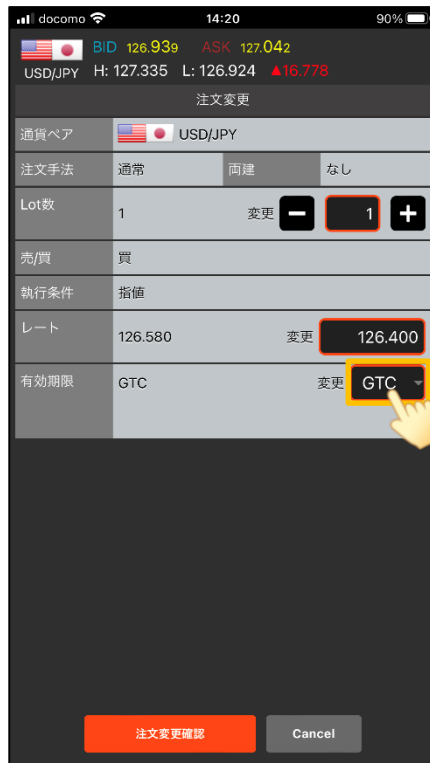 docomo 14:20 90%
BID 126.939 ASK 127.042
USD/JPY H: 127.335 L: 126.924 ▲16.778
注文変更
通貨ペア USD/JPY
注文手法 通常 両建 なし
Lot数 1 変更 1
売/買 買
執行条件 指値
レート 126.580 変更 126.400
有効期限 GTC 変更 GTC
注文変更確認 Cancel